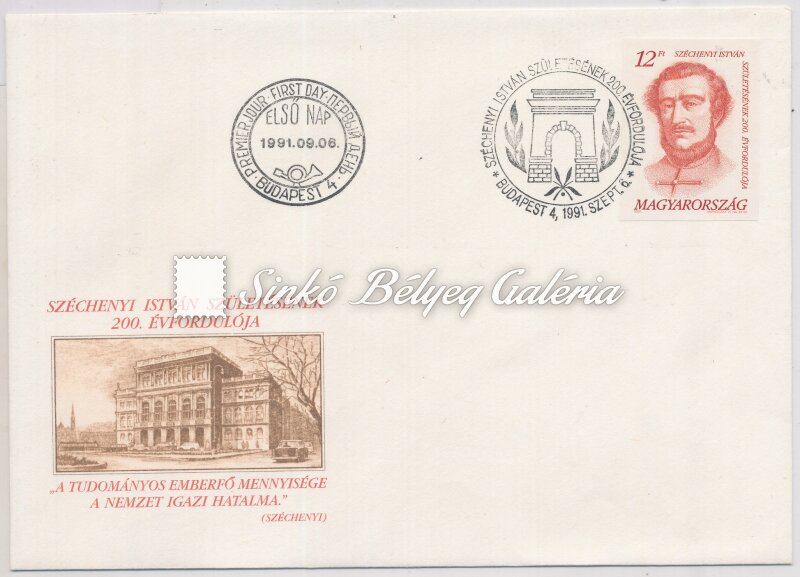 PREMIER JOUR · FIRST DAY · ПЕРВЫЙ ДЕНЬ ·
ELSŐ NAP
1991.09.06.
BUDAPEST 4.
SZÉCHENYI ISTVÁN SZÜLETÉSÉNEK 200. ÉVFORDULÓJA
* BUDAPEST 4, 1991. SZEPT. 6. *
12 Ft SZÉCHENYI ISTVÁN
SZÜLETÉSÉNEK 200. ÉVFORDULÓJA
MAGYARORSZÁG
Sinkó Bélyeg Galéria
SZÉCHENYI ISTVÁN SZÜLETÉSÉNEK
200. ÉVFORDULÓJA
„A TUDOMÁNYOS EMBERFŐ MENNYISÉGE
A NEMZET IGAZI HATALMA."
(SZÉCHENYI)